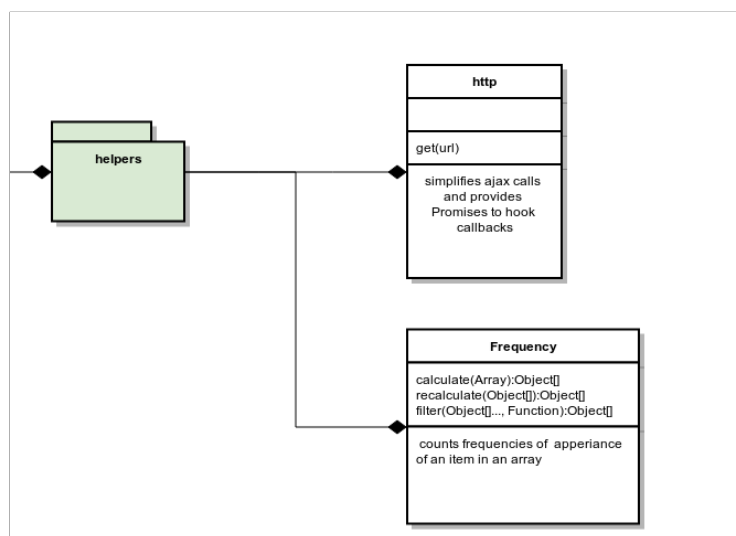 helpers
http
get(url)
simplifies ajax calls
and provides
Promises to hook
callbacks
Frequency
calculate(Array):Object[]
recalculate(Object[]):Object[]
filter(Object[]..., Function):Object[]
counts frequencies of apperiance
of an item in an array